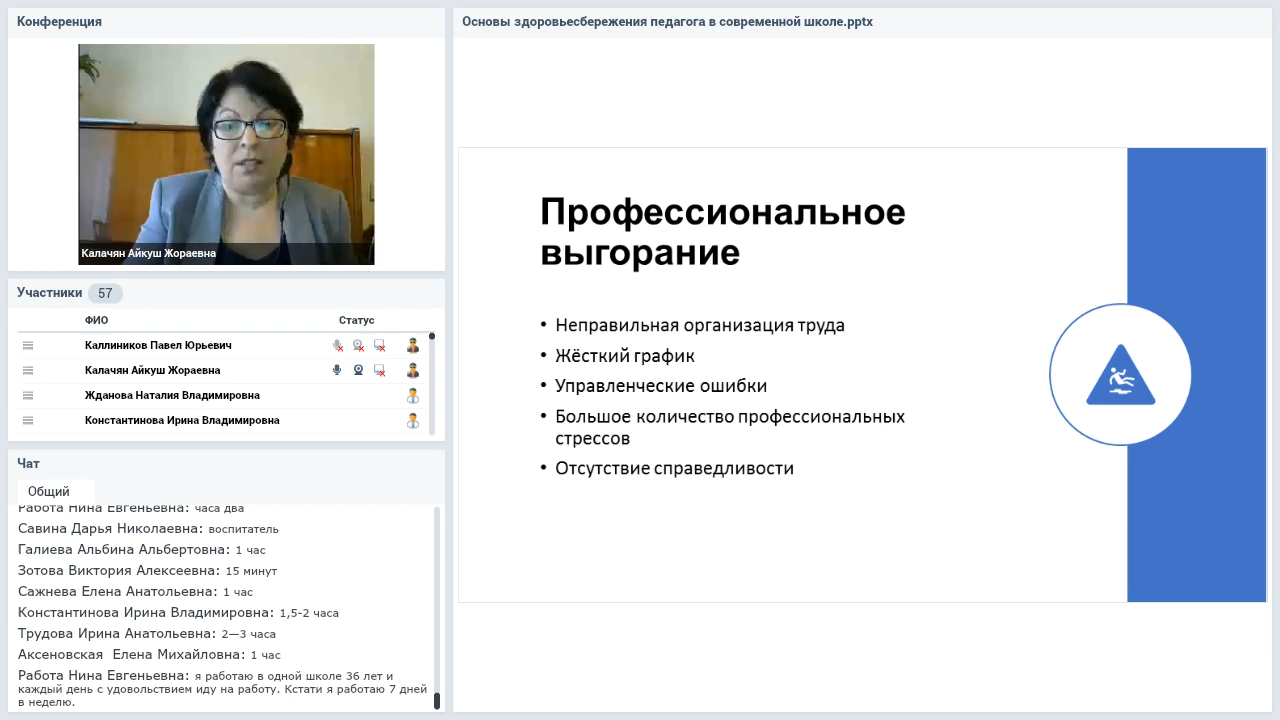 Конференция
Калачян Айкуш Жораевна
Участники 57
ФИО Статус
Каллиников Павел Юрьевич
Калачян Айкуш Жораевна
Жданова Наталия Владимировна
Константинова Ирина Владимировна
Чат
Общий
Работа Нина Евгеньевна: часа два
Савина Дарья Николаевна: воспитатель
Галиева Альбина Альбертовна: 1 час
Зотова Виктория Алексеевна: 15 минут
Сажнева Елена Анатольевна: 1 час
Константинова Ирина Владимировна: 1,5-2 часа
Трудова Ирина Анатольевна: 2—3 часа
Аксеновская Елена Михайловна: 1 час
Работа Нина Евгеньевна: я работаю в одной школе 36 лет и
каждый день с удовольствием иду на работу. Кстати я работаю 7 дней
в неделю.
Основы здоровьесбережения педагога в современной школе.pptx
Профессиональное
выгорание
• Неправильная организация труда
• Жёсткий график
• Управленческие ошибки
• Большое количество профессиональных
стрессов
• Отсутствие справедливости